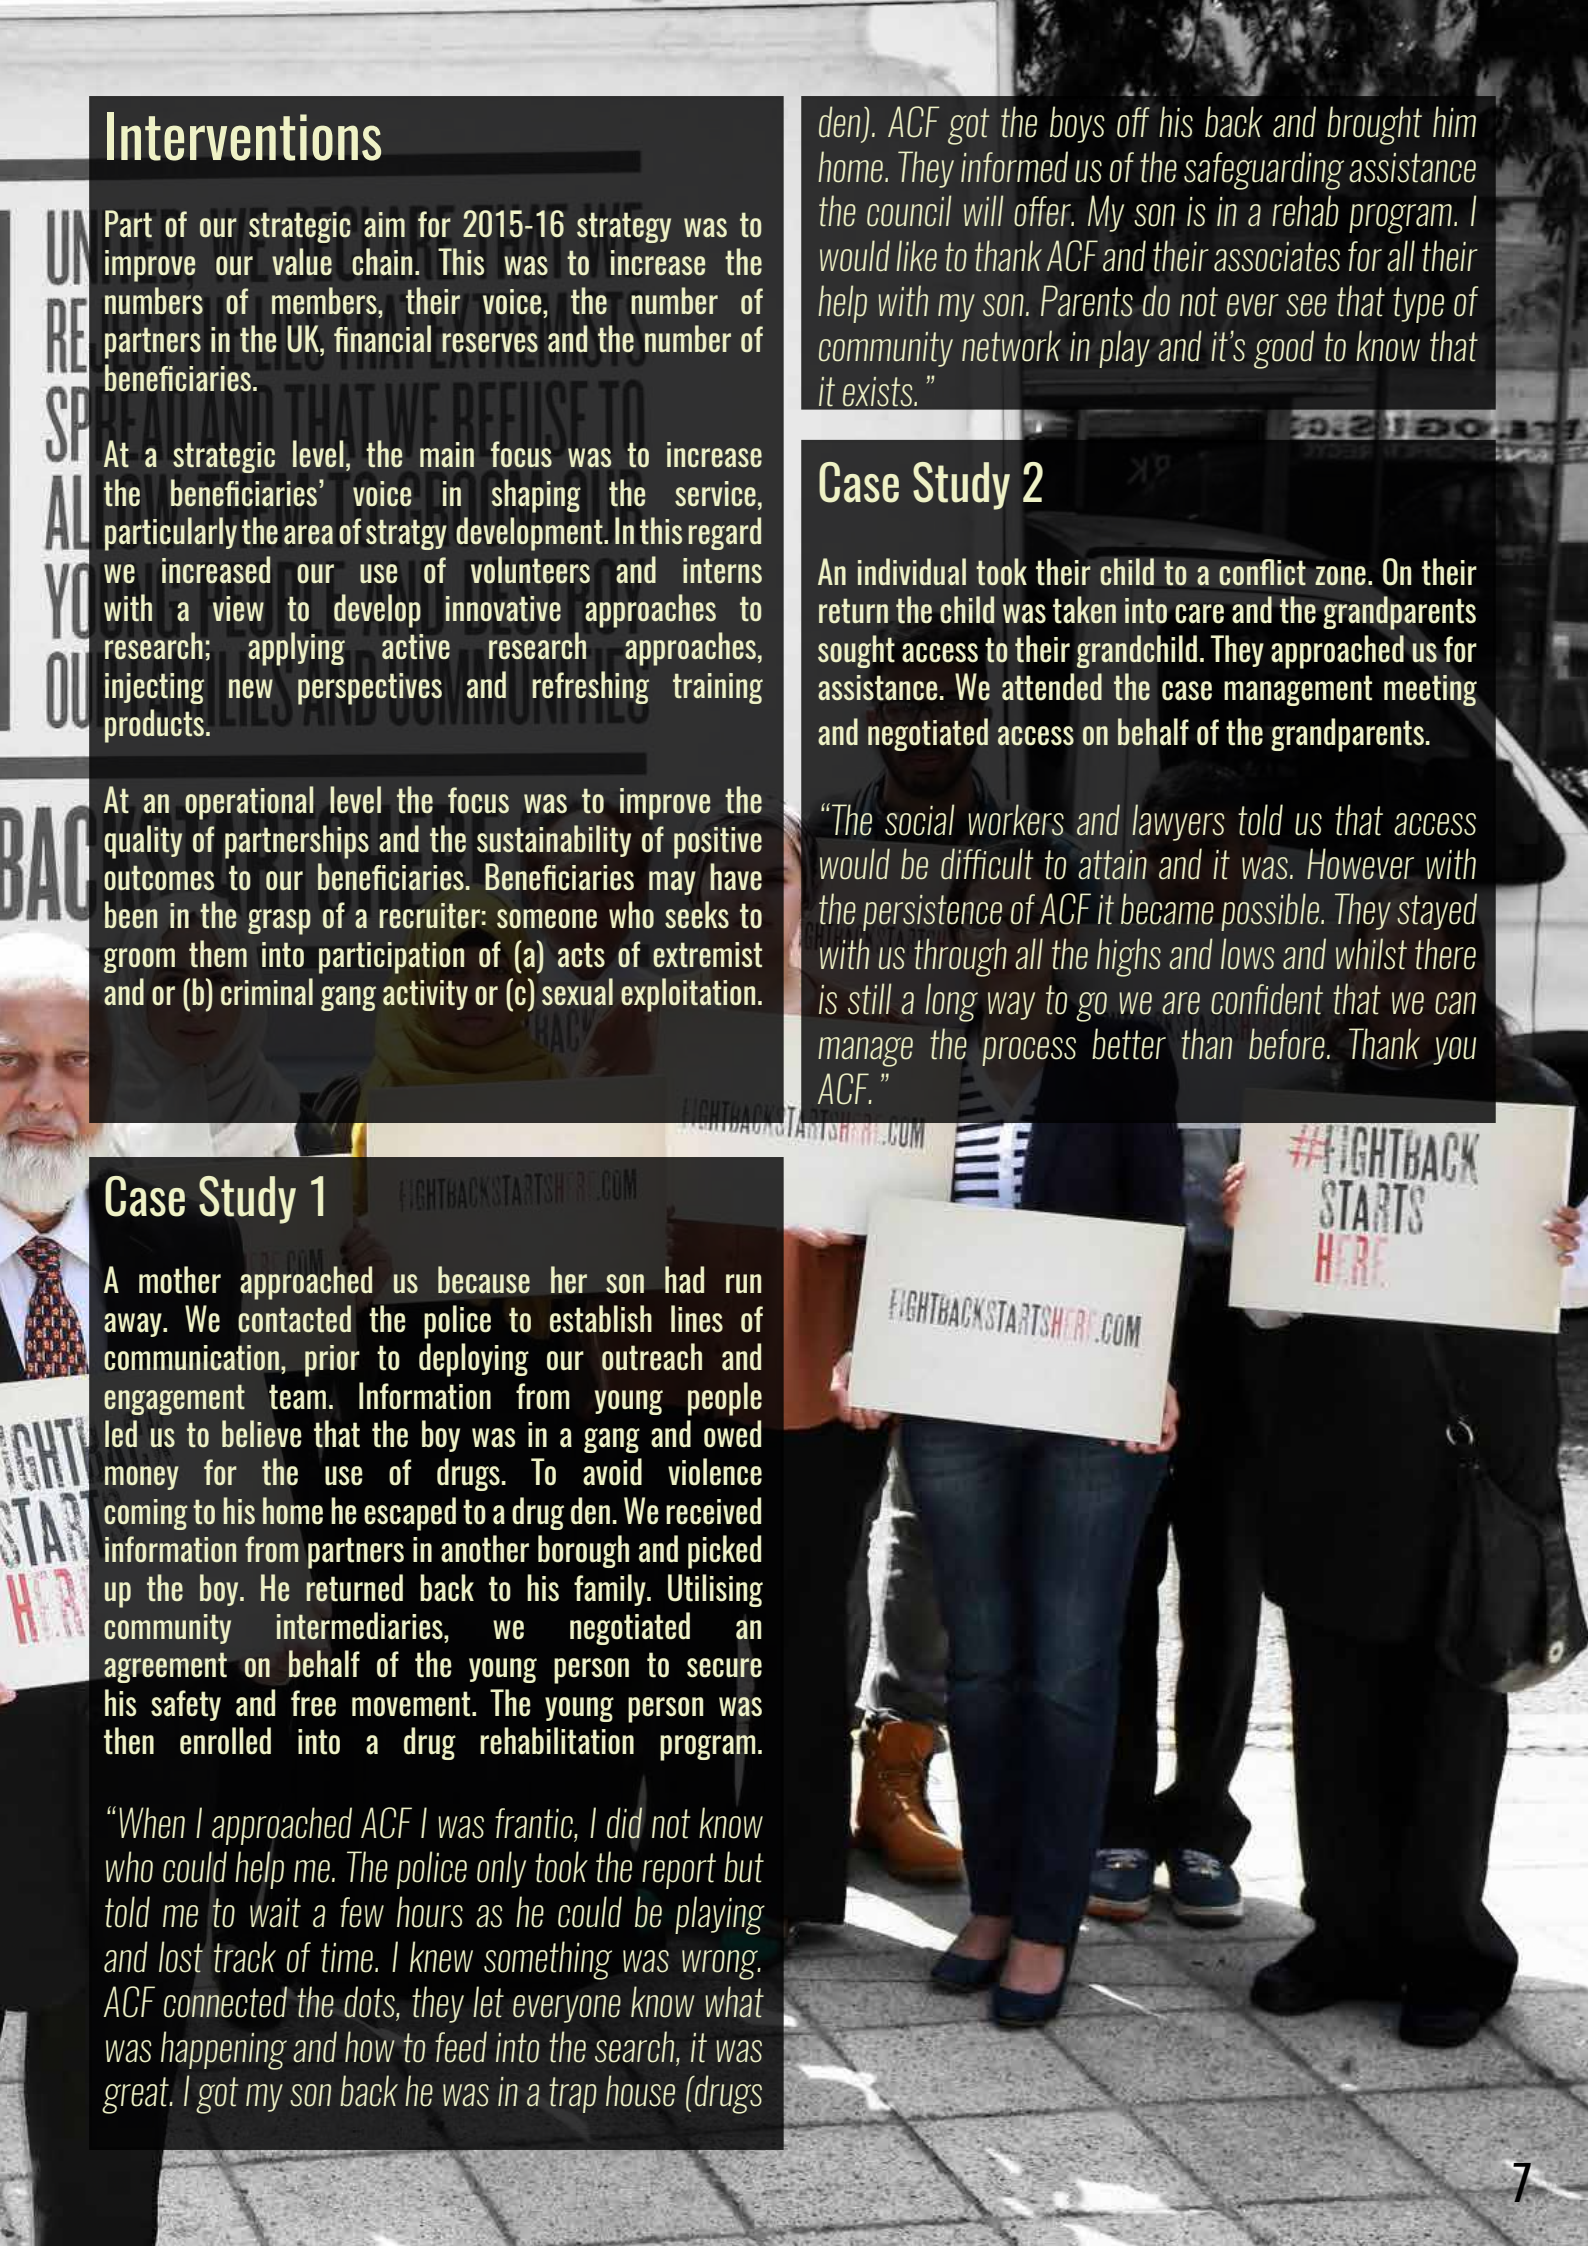 Interventions
Part of our strategic aim for 2015-16 strategy was to
improve our value chain. This was to increase the
numbers of members, their voice, the number of
partners in the UK, financial reserves and the number of
beneficiaries.
At a strategic level, the main focus was to increase
the beneficiaries’ voice in shaping the service,
particularly the area of stratgy development. In this regard
we increased our use of volunteers and interns
with a view to develop innovative approaches to
research; applying active research approaches,
injecting new perspectives and refreshing training
products.
At an operational level the focus was to improve the
quality of partnerships and the sustainability of positive
outcomes to our beneficiaries. Beneficiaries may have
been in the grasp of a recruiter: someone who seeks to
groom them into participation of (a) acts of extremist
and or (b) criminal gang activity or (c) sexual exploitation.
Case Study 1
A mother approached us because her son had run
away. We contacted the police to establish lines of
communication, prior to deploying our outreach and
engagement team. Information from young people
led us to believe that the boy was in a gang and owed
money for the use of drugs. To avoid violence
coming to his home he escaped to a drug den. We received
information from partners in another borough and picked
up the boy. He returned back to his family. Utilising
community intermediaries, we negotiated an
agreement on behalf of the young person to secure
his safety and free movement. The young person was
then enrolled into a drug rehabilitation program.
“When I approached ACF I was frantic, I did not know
who could help me. The police only took the report but
told me to wait a few hours as he could be playing
and lost track of time. I knew something was wrong.
ACF connected the dots, they let everyone know what
was happening and how to feed into the search, it was
great. I got my son back he was in a trap house (drugs
den). ACF got the boys off his back and brought him
home. They informed us of the safeguarding assistance
the council will offer. My son is in a rehab program. I
would like to thank ACF and their associates for all their
help with my son. Parents do not ever see that type of
community network in play and it’s good to know that
it exists.”
Case Study 2
An individual took their child to a conflict zone. On their
return the child was taken into care and the grandparents
sought access to their grandchild. They approached us for
assistance. We attended the case management meeting
and negotiated access on behalf of the grandparents.
“The social workers and lawyers told us that access
would be difficult to attain and it was. However with
the persistence of ACF it became possible. They stayed
with us through all the highs and lows and whilst there
is still a long way to go we are confident that we can
manage the process better than before. Thank you
ACF.”
FIGHTBACKSTARTSHERE.COM
FIGHTBACKSTARTSHERE.COM
FIGHTBACKSTARTSHERE.COM
#FIGHTBACK
STARTS
HERE
7